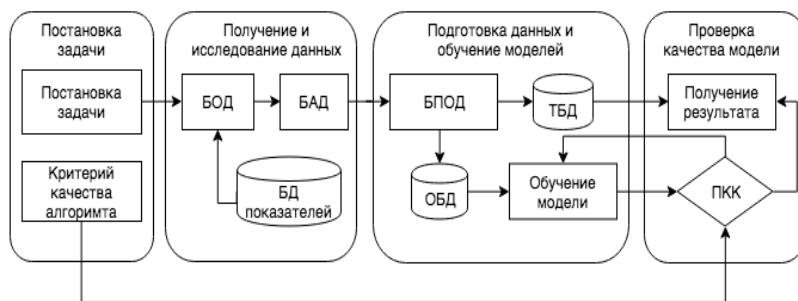 Постановка
задачи
Получение и
исследование данных
Подготовка данных и
обучение моделей
Проверка
качества модели
Постановка
задачи
БОД
БАД
БПОД
ТБД
Получение
результата
Критерий
качества
алгоримта
БД
показателей
ОБД
Обучение
модели
ПКК